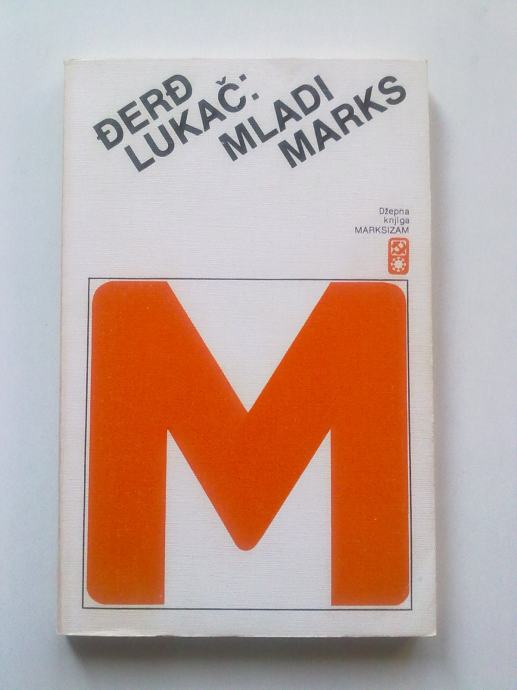 ĐERĐ
LUKAČ:
MLADI
MARKS
Džepna
knjiga
MARKSIZAM
M